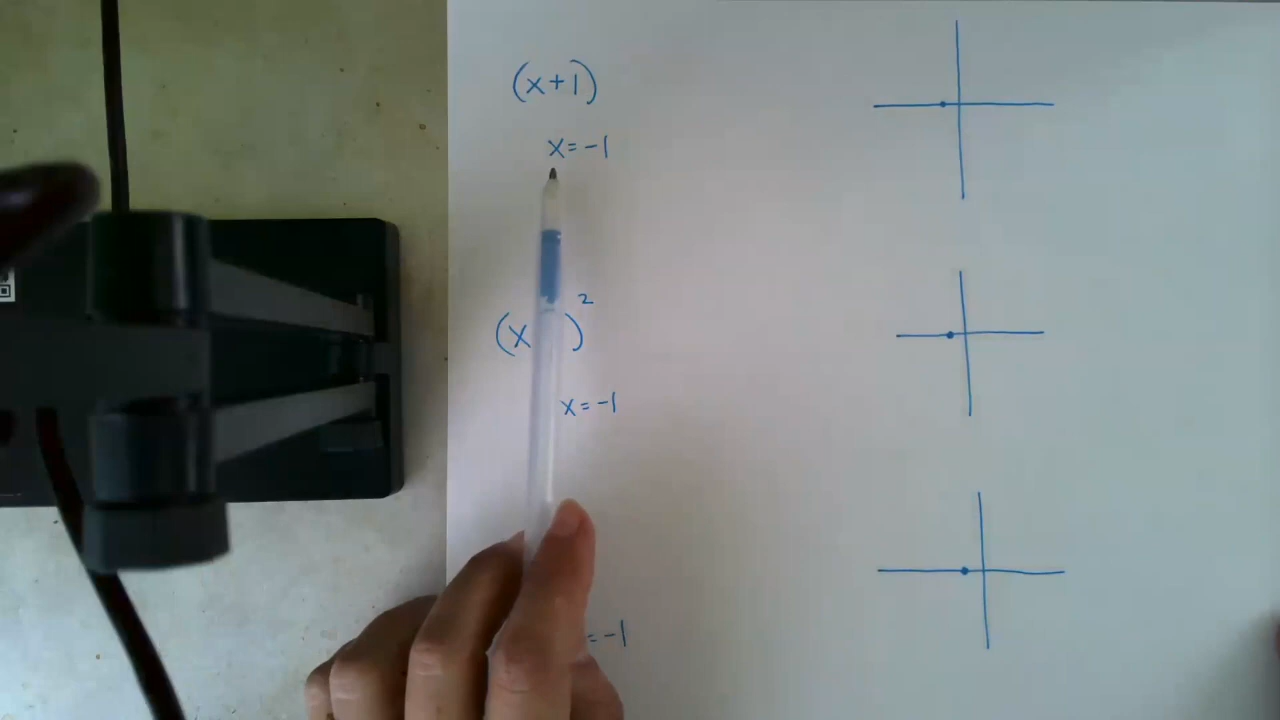 (x+1)
x=-1
(x )²
x=-1
=-1